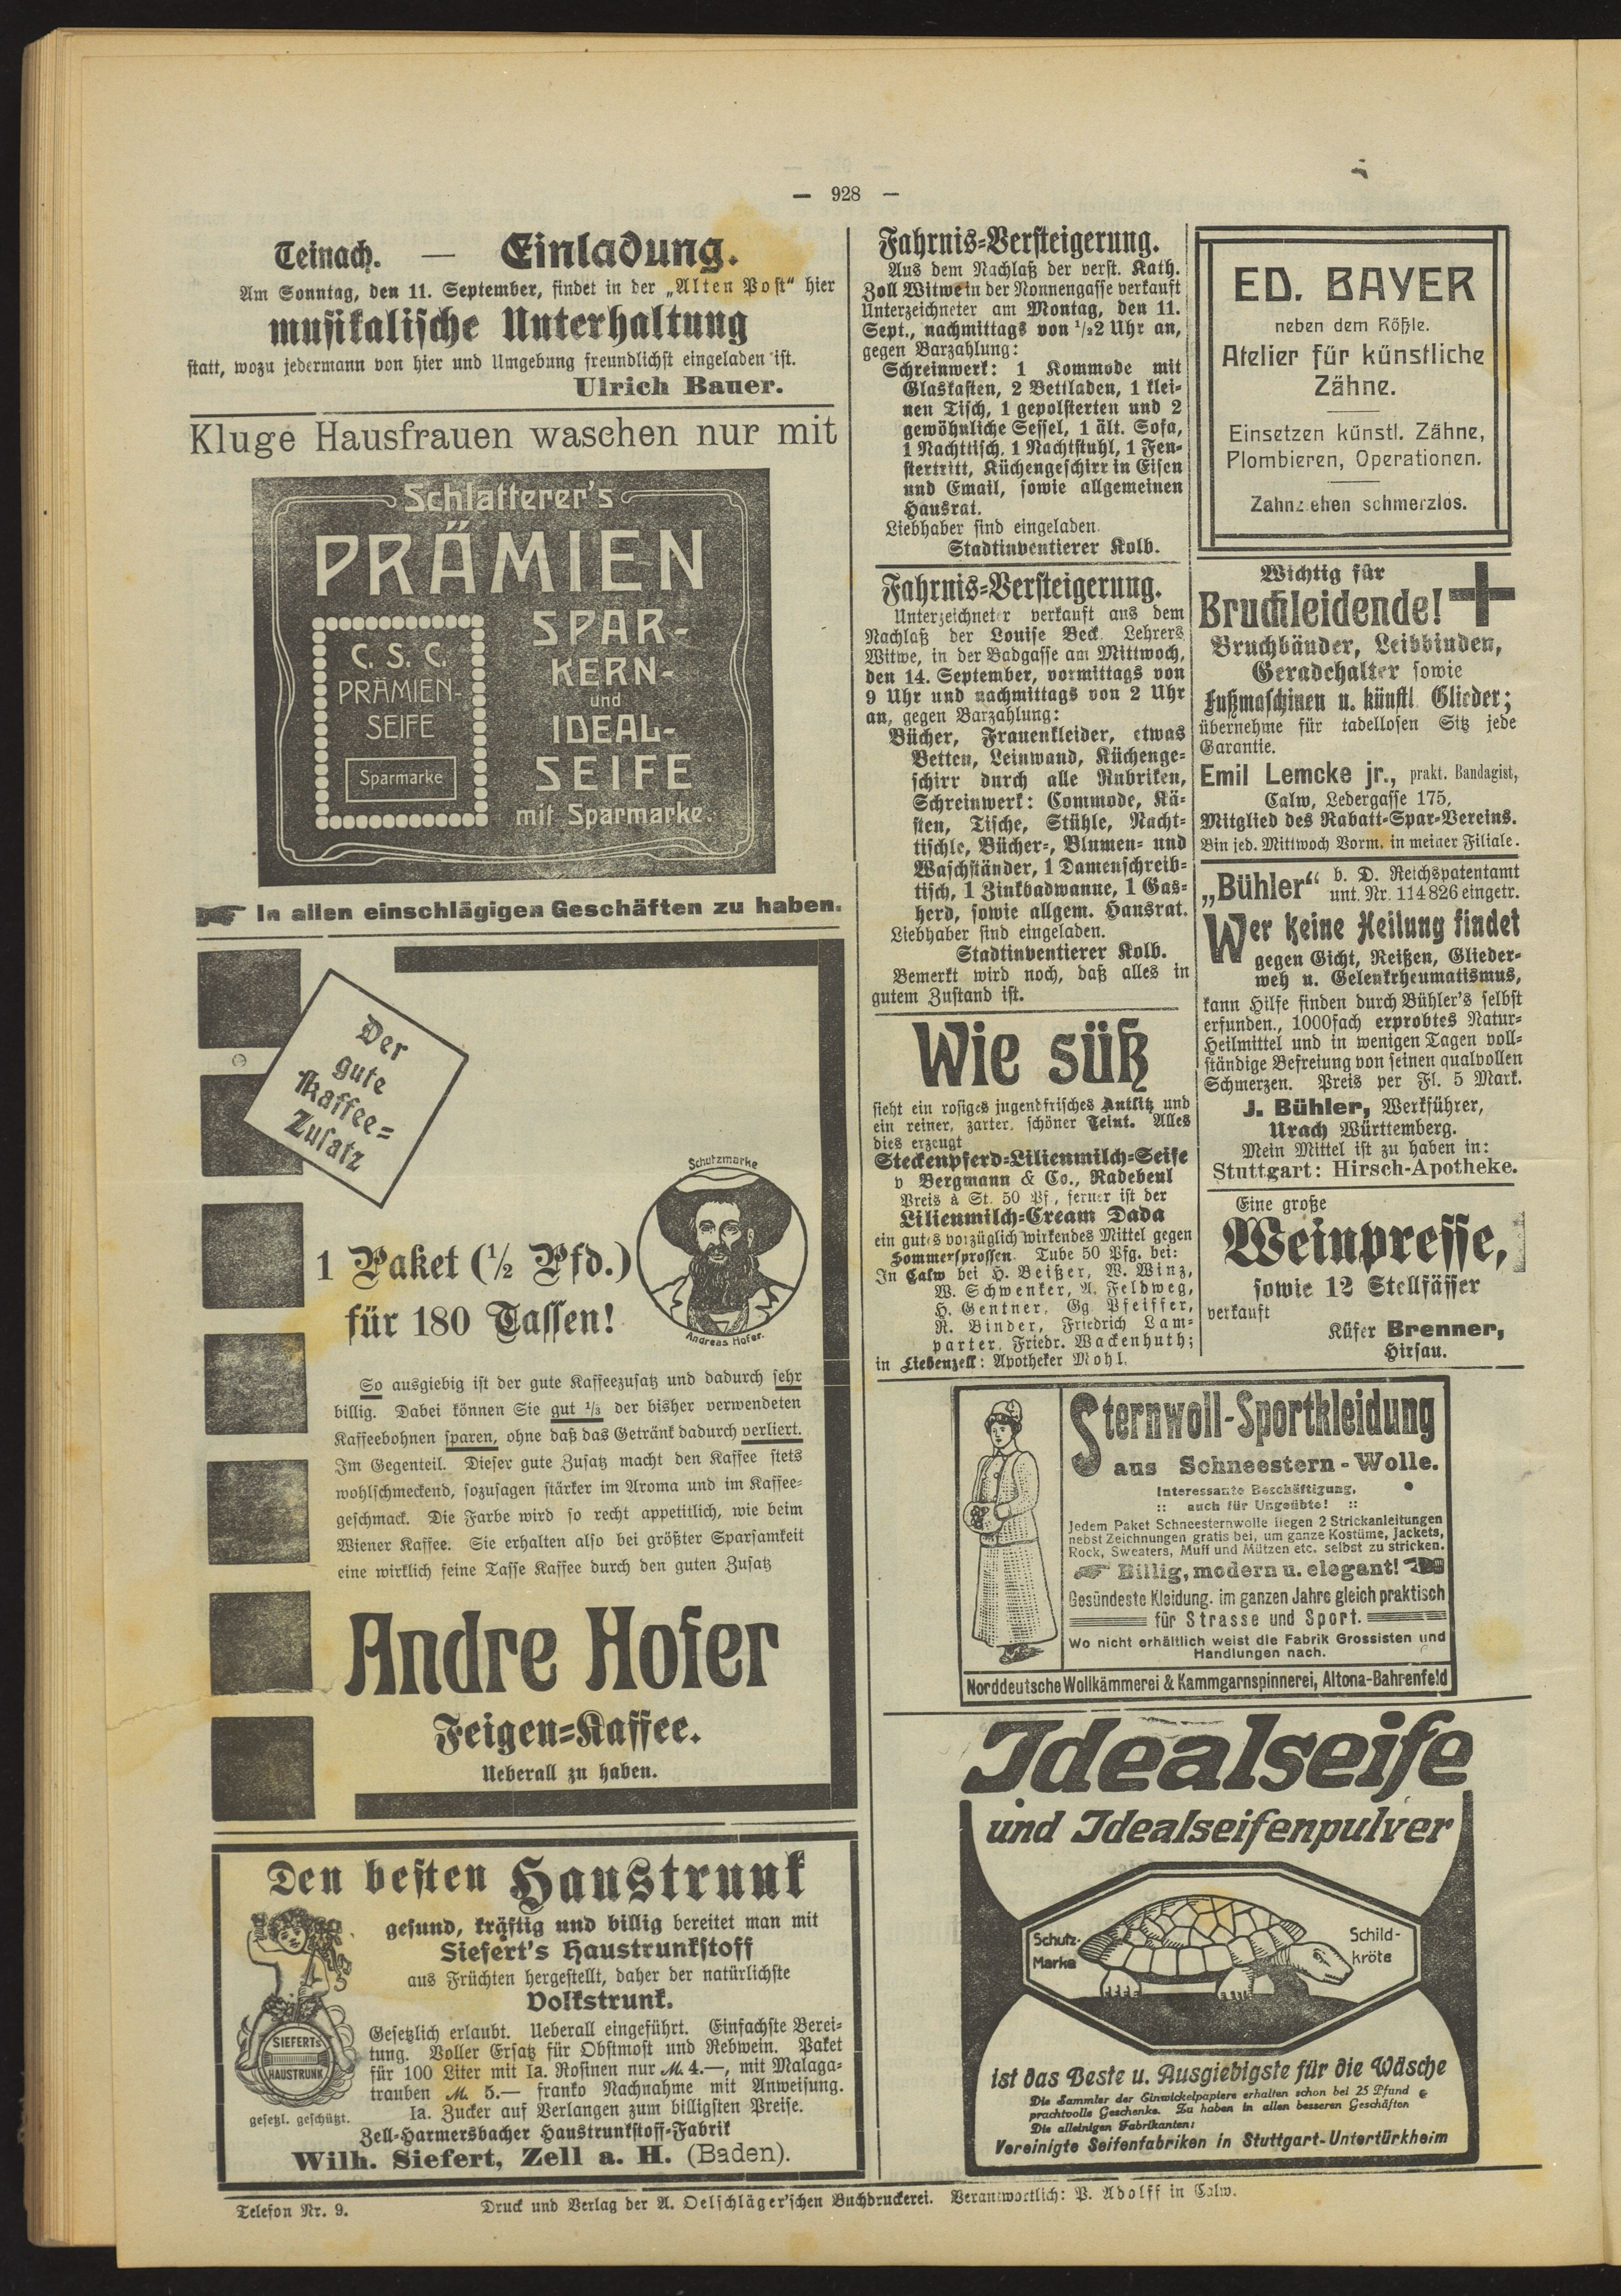 — 928 —
Teinach. — Einladung.
Am Sonntag, den 11. September, findet in der „Alten Post“ hier
musikalische Unterhaltung
statt, wozu jedermann von hier und Umgebung freundlichst eingeladen ist.
Ulrich Bauer.
Kluge Hausfrauen waschen nur mit
Schlatterer's
PRÄMIEN
SPAR-
KERN-
und
IDEAL-
SEIFE
mit Sparmarke.
C. S. C.
PRÄMIEN-
SEIFE
Sparmarke
In allen einschlägigen Geschäften zu haben.
Der
gute
Kaffee=
Zusatz
Schutzmarke
Andreas Hofer.
1 Paket (½ Pfd.)
für 180 Tassen!
So ausgiebig ist der gute Kaffeezusatz und dadurch sehr
billig. Dabei können Sie gut ⅓ der bisher verwendeten
Kaffeebohnen sparen, ohne daß das Getränk dadurch verliert.
Im Gegenteil. Dieser gute Zusatz macht den Kaffee stets
wohlschmeckend, sozusagen stärker im Aroma und im Kaffee=
geschmack. Die Farbe wird so recht appetitlich, wie beim
Wiener Kaffee. Sie erhalten also bei größter Sparsamkeit
eine wirklich feine Tasse Kaffee durch den guten Zusatz
Andre Hofer
Feigen=Kaffee.
Ueberall zu haben.
Den besten Haustrunk
gesund, kräftig und billig bereitet man mit
Siefert's Haustrunkstoff
aus Früchten hergestellt, daher der natürlichste
Volkstrunk.
Gesetzlich erlaubt. Ueberall eingeführt. Einfachste Berei=
tung. Voller Ersatz für Obstmost und Rebwein. Paket
für 100 Liter mit Ia. Rosinen nur M. 4.—, mit Malaga=
trauben M. 5.— franko Nachnahme mit Anweisung.
Ia. Zucker auf Verlangen zum billigsten Preise.
Zell-Harmersbacher Haustrunkstoff-Fabrik
Wilh. Siefert, Zell a. H. (Baden).
SIEFERTs
HAUSTRUNK
gesetzl. geschützt.
Fahrnis=Versteigerung.
Aus dem Nachlaß der verst. Kath.
Zoll Witwe in der Nonnengasse verkauft
Unterzeichneter am Montag, den 11.
Sept., nachmittags von ½2 Uhr an,
gegen Barzahlung:
Schreinwerk: 1 Kommode mit
Glaskasten, 2 Bettladen, 1 klei=
nen Tisch, 1 gepolsterten und 2
gewöhnliche Sessel, 1 ält. Sofa,
1 Nachttisch, 1 Nachtstuhl, 1 Fen=
stertritt, Küchengeschirr in Eisen
und Email, sowie allgemeinen
Hausrat.
Liebhaber sind eingeladen.
Stadtinventierer Kolb.
Fahrnis=Versteigerung.
Unterzeichneter verkauft aus dem
Nachlaß der Louise Beck, Lehrers
Witwe, in der Badgasse am Mittwoch,
den 14. September, vormittags von
9 Uhr und nachmittags von 2 Uhr
an, gegen Barzahlung:
Bücher, Frauenkleider, etwas
Betten, Leinwand, Küchenge=
schirr durch alle Rubriken,
Schreinwerk: Commode, Kä=
sten, Tische, Stühle, Nacht=
tischle, Bücher=, Blumen= und
Waschständer, 1 Damenschreib=
tisch, 1 Zinkbadwanne, 1 Gas=
herd, sowie allgem. Hausrat.
Liebhaber sind eingeladen.
Stadtinventierer Kolb.
Bemerkt wird noch, daß alles in
gutem Zustand ist.
Wie süß
sieht ein rosiges jugendfrisches Antlitz und
ein reiner, zarter, schöner Teint. Alles
dies erzeugt
Steckenpferd=Lilienmilch=Seife
v Bergmann & Co., Radebeul
Preis à St. 50 Pf., ferner ist der
Lilienmilch=Cream Dada
ein gutes vorzüglich wirkendes Mittel gegen
Sommersprossen. Tube 50 Pfg. bei:
In Calw bei H. Beißer, W. Winz,
W. Schwenker, A. Feldweg,
H. Gentner, Gg Pfeiffer,
R. Binder, Friedrich Lam=
parter, Friedr. Wackenhuth;
in Liebenzell: Apotheker Mohl.
ED. BAYER
neben dem Rößle.
Atelier für künstliche
Zähne.
Einsetzen künstl. Zähne,
Plombieren, Operationen.
Zahnziehen schmerzlos.
Wichtig für
Bruchleidende!
Bruchbänder, Leibbinden,
Geradehalter sowie
Fußmaschinen u. künstl Glieder;
übernehme für tadellosen Sitz jede
Garantie.
Emil Lemcke jr., prakt. Bandagist,
Calw, Ledergasse 175,
Mitglied des Rabatt=Spar=Vereins.
Bin jed. Mittwoch Vorm. in meiner Filiale.
„Bühler“ b. D. Reichspatentamt
unt. Nr. 114826 eingetr.
Wer keine Heilung findet
gegen Gicht, Reißen, Glieder=
weh u. Gelenkrheumatismus,
kann Hilfe finden durch Bühler's selbst
erfunden., 1000fach erprobtes Natur=
Heilmittel und in wenigen Tagen voll=
ständige Befreiung von seinen qualvollen
Schmerzen. Preis per Fl. 5 Mark.
J. Bühler, Werkführer,
Urach Württemberg.
Mein Mittel ist zu haben in:
Stuttgart: Hirsch-Apotheke.
Eine große
Weinpresse,
sowie 12 Stellfässer
verkauft
Küfer Brenner,
Hirsau.
Sternwoll-Sportkleidung
aus Schneestern-Wolle.
Interessante Beschäftigung,
:: auch für Ungeübte! ::
Jedem Paket Schneesternwolle liegen 2 Strickanleitungen
nebst Zeichnungen gratis bei, um ganze Kostüme, Jackets,
Rock, Sweaters, Muff und Mützen etc. selbst zu stricken.
Billig, modern u. elegant!
Gesündeste Kleidung. im ganzen Jahre gleich praktisch
für Strasse und Sport.
Wo nicht erhältlich weist die Fabrik Grossisten und
Handlungen nach.
Norddeutsche Wollkämmerei & Kammgarnspinnerei, Altona-Bahrenfeld
Idealseife
und Idealseifenpulver
Schutz-
Marke
Schild-
kröte
ist das Beste u. Ausgiebigste für die Wäsche
Die Sammler der Einwickelpapiere erhalten schon bei 25 Pfund
prachtvolle Geschenke. Zu haben in allen besseren Geschäften
Die alleinigen Fabrikanten:
Vereinigte Seifenfabriken in Stuttgart-Untertürkheim
Telefon Nr. 9.
Druck und Verlag der A. Oelschläger'schen Buchdruckerei. Verantwortlich: P. Adolff in Calw.